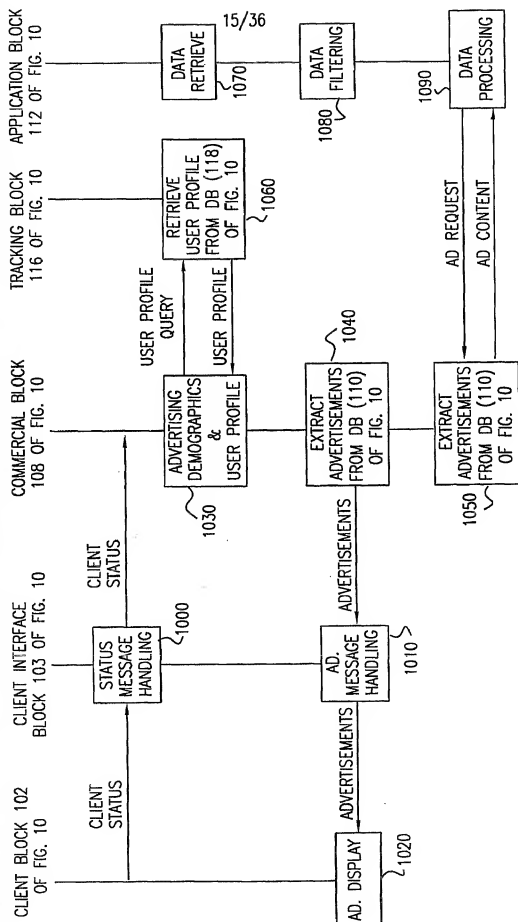 15/36
CLIENT BLOCK 102
OF FIG. 10
CLIENT INTERFACE
BLOCK 103 OF FIG. 10
COMMERCIAL BLOCK
108 OF FIG. 10
TRACKING BLOCK
116 OF FIG. 10
APPLICATION BLOCK
112 OF FIG. 10
CLIENT
STATUS
STATUS
MESSAGE
HANDLING
1000
CLIENT
STATUS
ADVERTISING
DEMOGRAPHICS
&
USER PROFILE
1030
USER PROFILE
QUERY
USER PROFILE
RETRIEVE
USER PROFILE
FROM DB (118)
OF FIG. 10
1060
DATA
RETRIEVE
1070
DATA
FILTERING
1080
DATA
PROCESSING
1090
AD. DISPLAY
1020
ADVERTISEMENTS
AD.
MESSAGE
HANDLING
1010
ADVERTISEMENTS
EXTRACT
ADVERTISEMENTS
FROM DB (110)
OF FIG. 10
1040
EXTRACT
ADVERTISEMENTS
FROM DB (110)
OF FIG. 10
1050
AD REQUEST
AD CONTENT